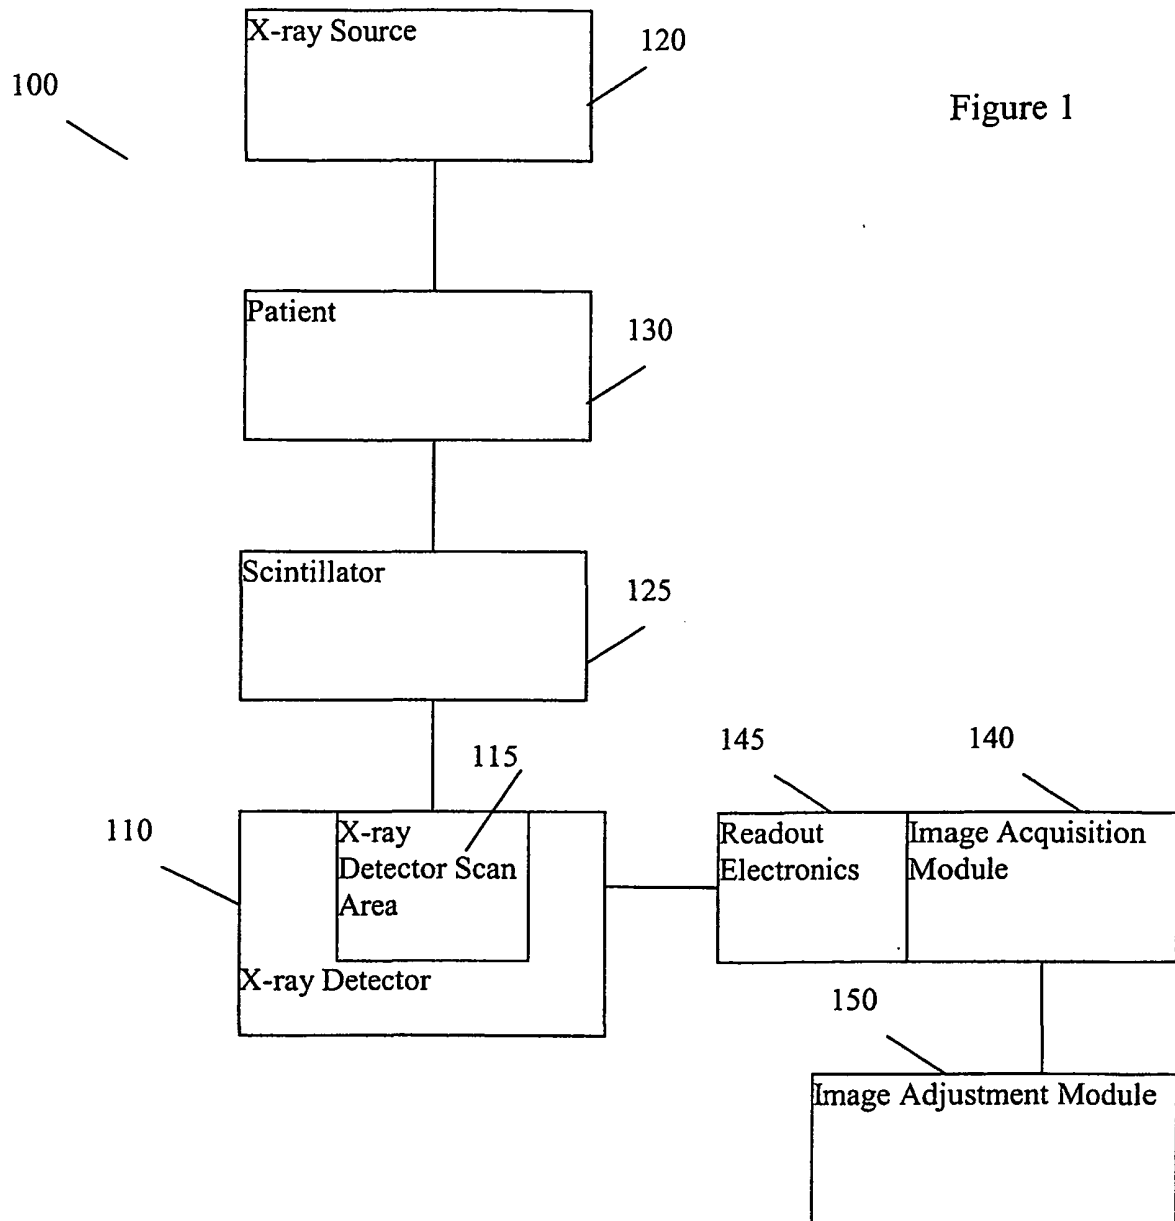 X-ray Source
120
100
Figure 1
Patient
130
Scintillator
125
115
145
140
110
X-ray
Detector Scan
Area
X-ray Detector
Readout
Electronics
Image Acquisition
Module
150
Image Adjustment Module